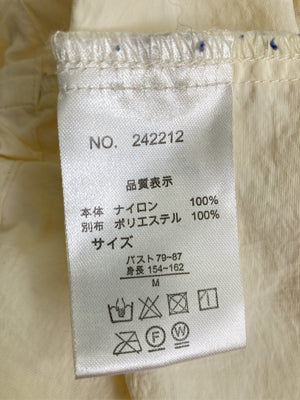 NO. 242212
品質表示
本体 ナイロン 100%
別布 ポリエステル 100%
サイズ
バスト 79-87
身長 154-162
M
F W